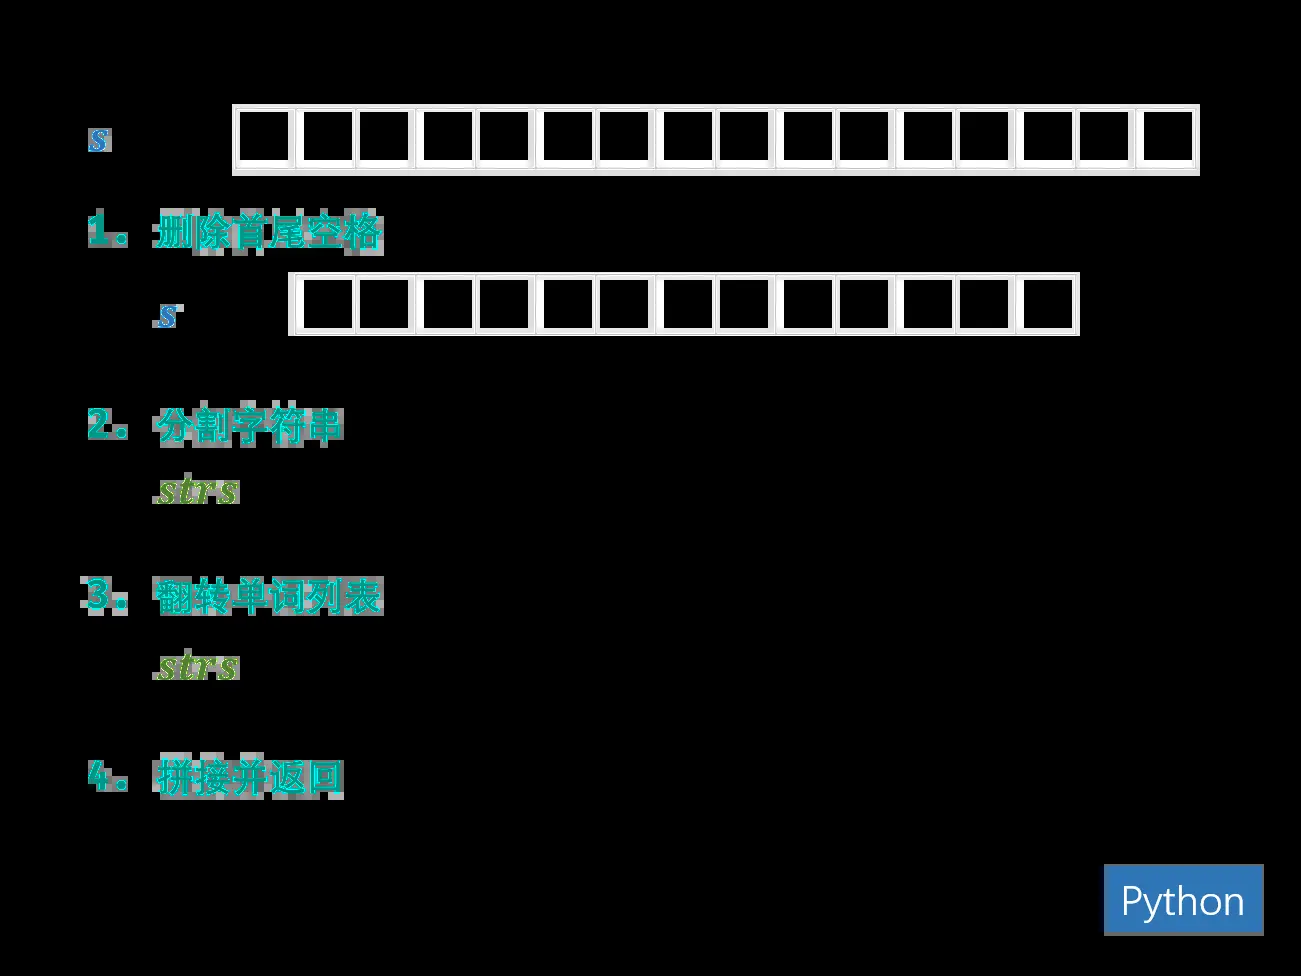 s
1. 删除首尾空格
s
2. 分割字符串
strs
3. 翻转单词列表
strs
4. 拼接并返回
Python